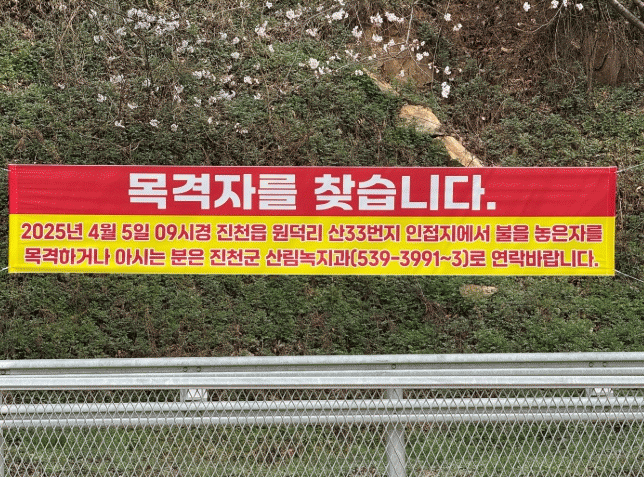 목격자를 찾습니다.
2025년 4월 5일 09시경 진천읍 원덕리 산33번지 인접지에서 불을 놓은자를
목격하거나 아시는 분은 진천군 산림녹지과(539-3991~3)로 연락바랍니다.